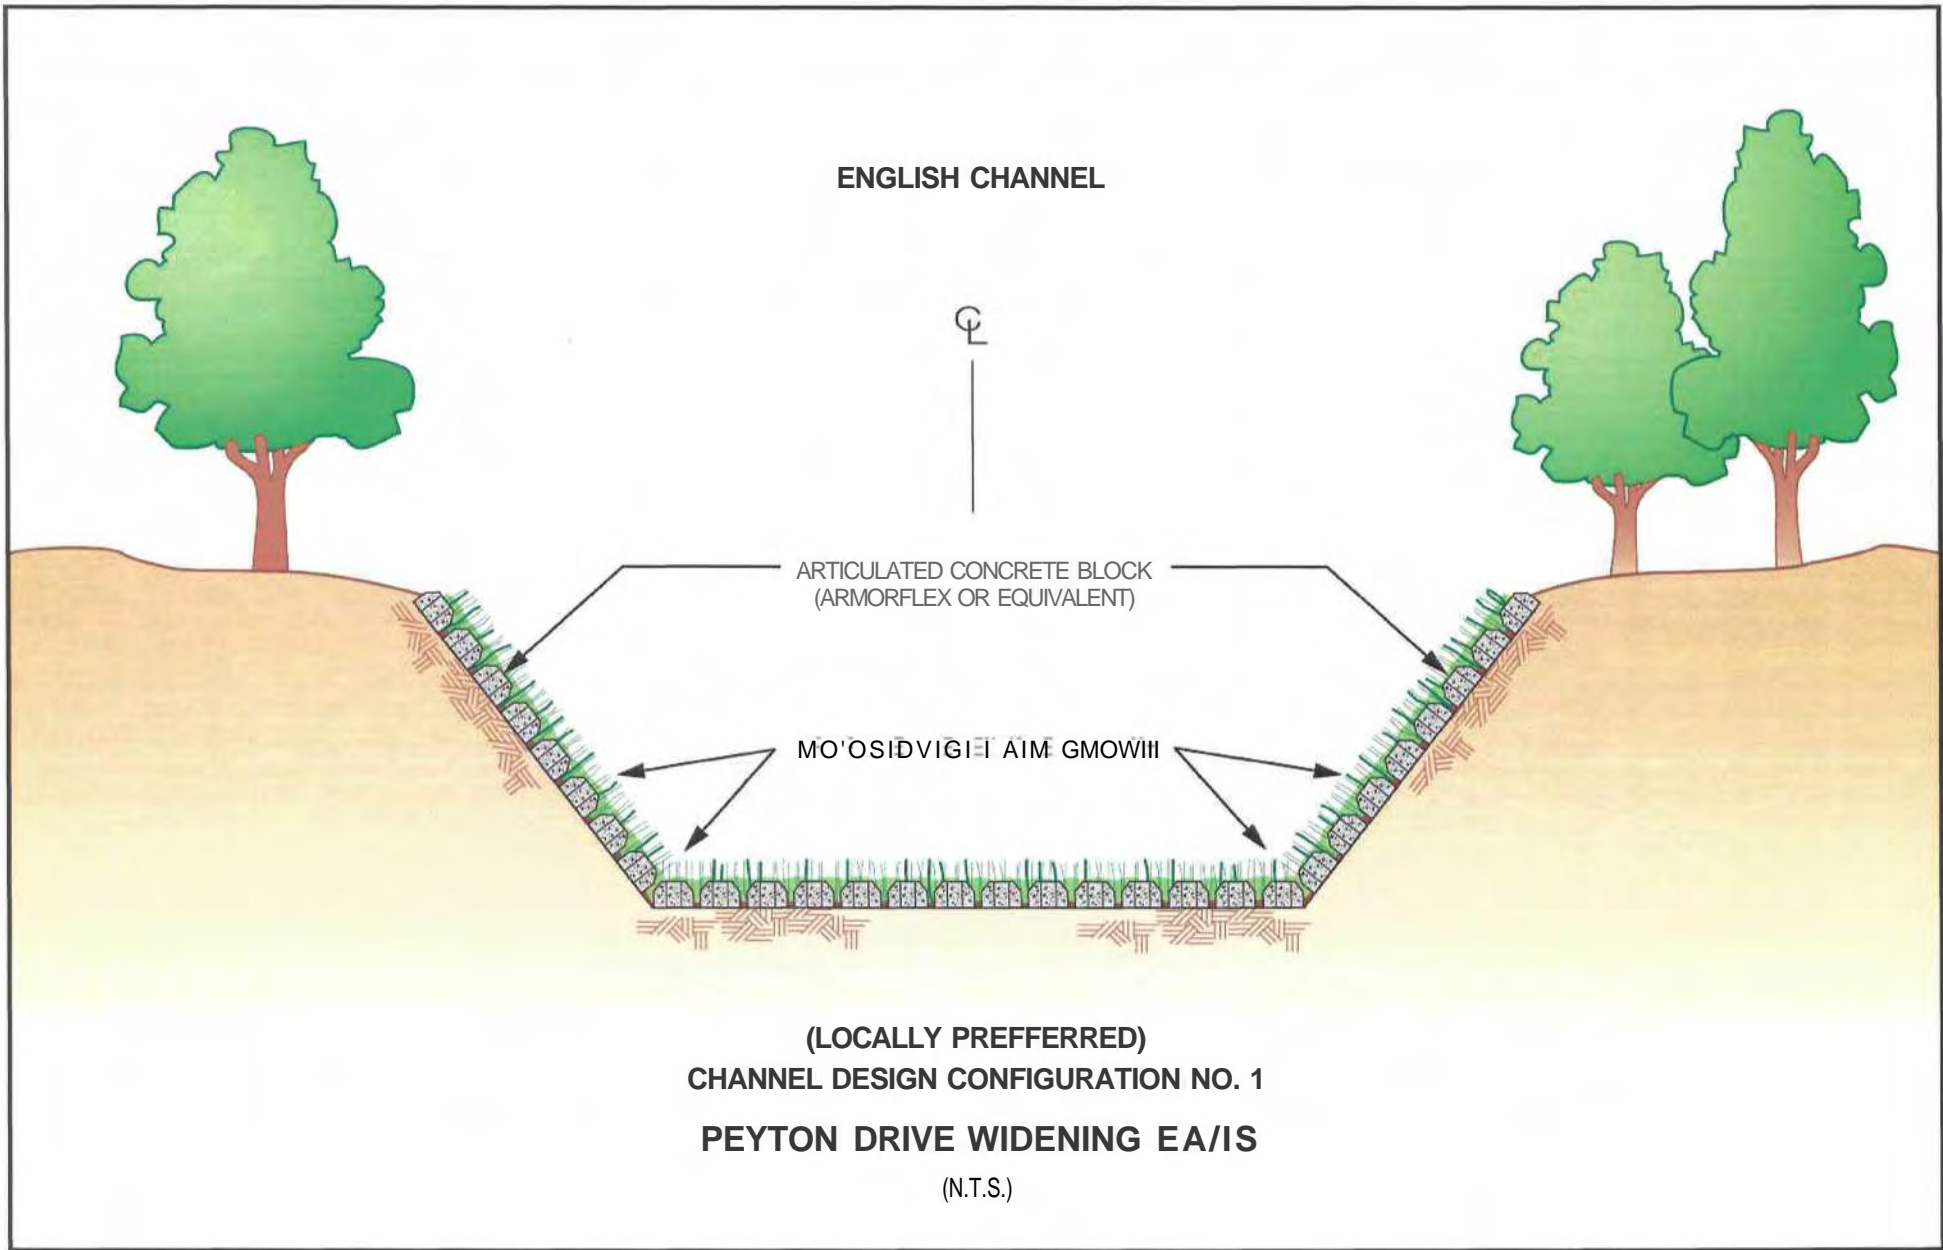 ENGLISH CHANNEL
℄
ARTICULATED CONCRETE BLOCK
(ARMORFLEX OR EQUIVALENT)
(LOCALLY PREFFERRED)
CHANNEL DESIGN CONFIGURATION NO. 1
PEYTON DRIVE WIDENING EA/IS
(N.T.S.)